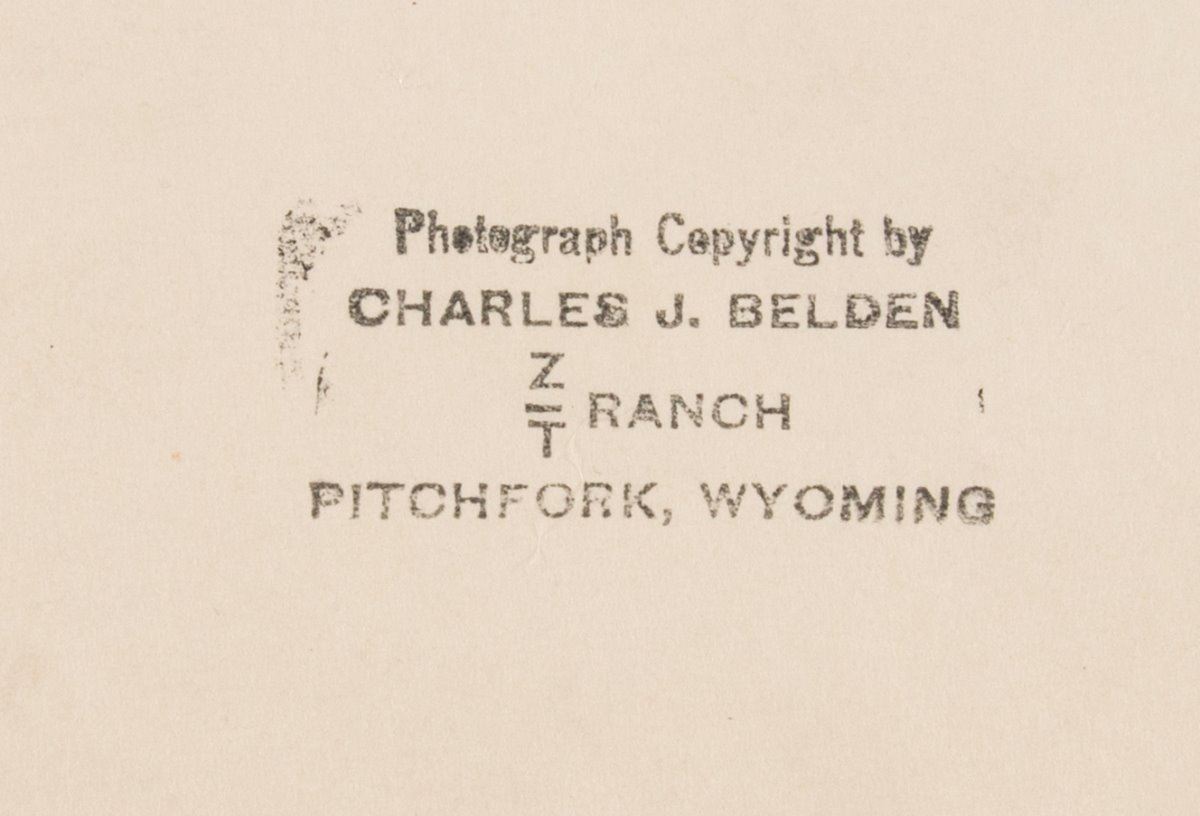 Photograph Copyright by
CHARLES J. BELDEN
Z
T RANCH
PITCHFORK, WYOMING